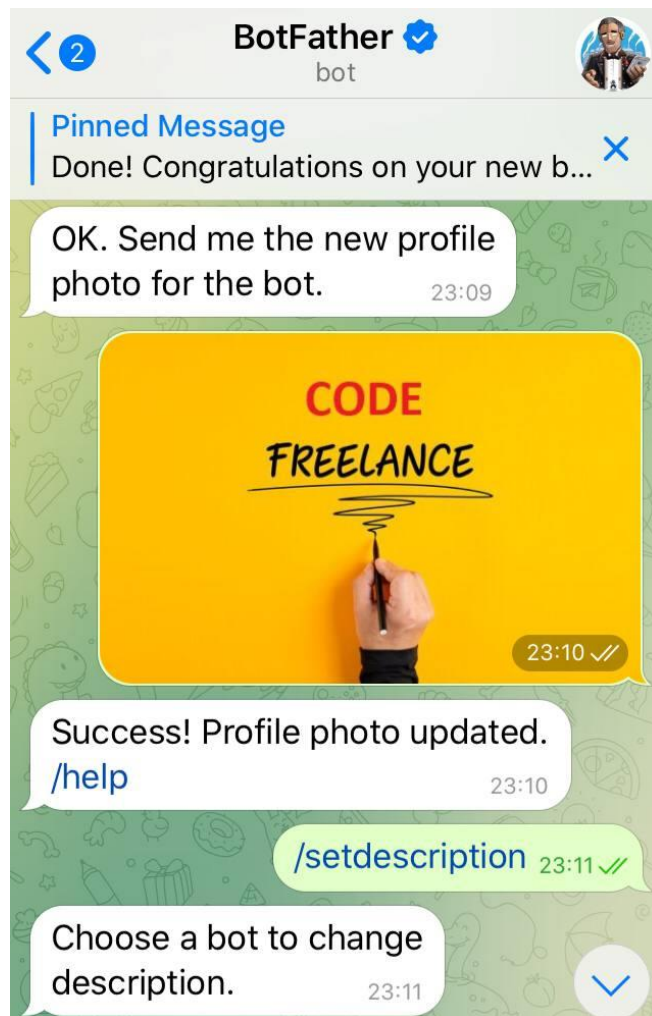 2
BotFather
bot
Pinned Message
Done! Congratulations on your new b...
OK. Send me the new profile
photo for the bot.
23:09
CODE
FREELANCE
23:10
Success! Profile photo updated.
/help
23:10
/setdescription 23:11
Choose a bot to change
description.
23:11